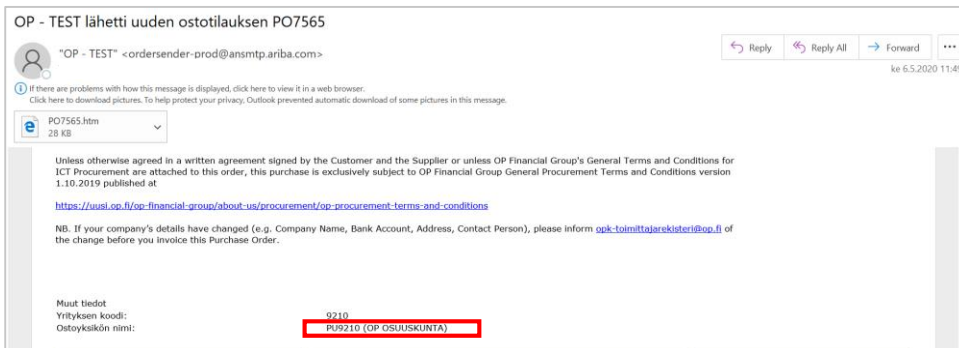 OP - TEST lähetti uuden ostotilauksen PO7565
"OP - TEST" <ordersender-prod@ansmtp.ariba.com>
Reply Reply All Forward ...
ke 6.5.2020 11:49
If there are problems with how this message is displayed, click here to view it in a web browser.
Click here to download pictures. To help protect your privacy, Outlook prevented automatic download of some pictures in this message.
PO7565.htm
28 KB
Unless otherwise agreed in a written agreement signed by the Customer and the Supplier or unless OP Financial Group's General Terms and Conditions for
ICT Procurement are attached to this order, this purchase is exclusively subject to OP Financial Group General Procurement Terms and Conditions version
1.10.2019 published at
https://uusi.op.fi/op-financial-group/about-us/procurement/op-procurement-terms-and-conditions
NB. If your company's details have changed (e.g. Company Name, Bank Account, Address, Contact Person), please inform opk-toimittajarekisteri@op.fi of
the change before you invoice this Purchase Order.
Muut tiedot
Yrityksen koodi: 9210
Ostoyksikön nimi: PU9210 (OP OSUUSKUNTA)